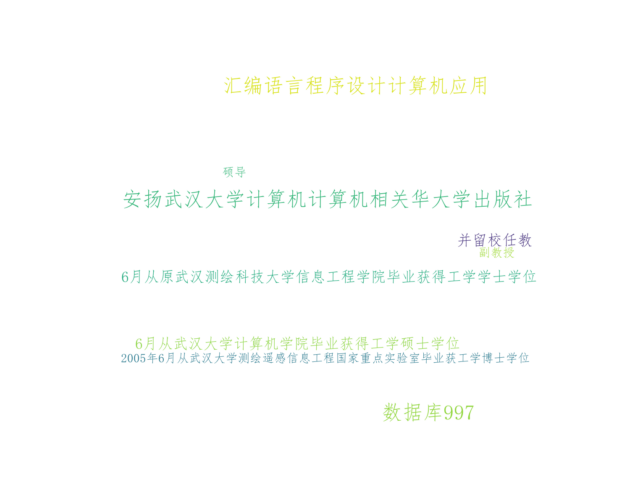 汇编语言程序设计计算机应用
硕导
安扬武汉大学计算机计算机相关华大学出版社
并留校任教
副教授
6月从原武汉测绘科技大学信息工程学院毕业获得工学学士学位
6月从武汉大学计算机学院毕业获得工学硕士学位
2005年6月从武汉大学测绘遥感信息工程国家重点实验室毕业获工学博士学位
数据库997